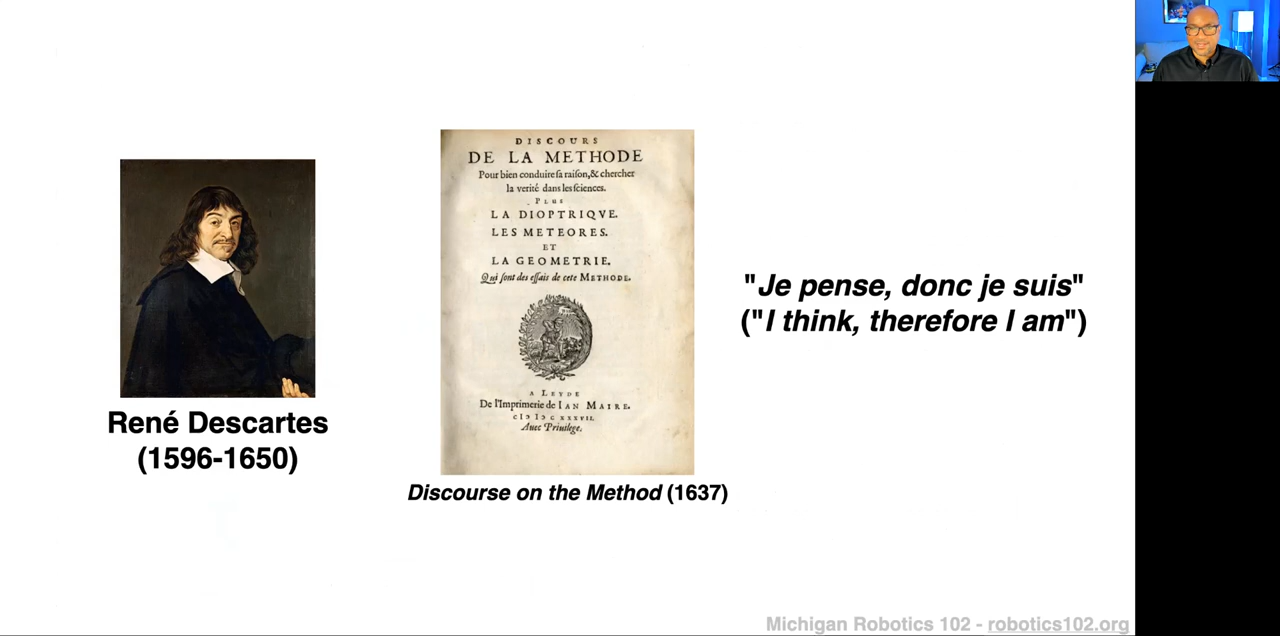 DISCOURS
DE LA METHODE
Pour bien conduire ſa raiſon, & chercher
la verité dans les ſciences.
PLUS
LA DIOPTRIQVE.
LES METEORES.
ET
LA GEOMETRIE.
Qui ſont des eſſais de cete METHODE.
A LEYDE
De l'Imprimerie de IAN MAIRE.
CIↃ IↃ C XXXVII.
Auec Priuilege.
René Descartes
(1596-1650)
Discourse on the Method (1637)
"Je pense, donc je suis"
("I think, therefore I am")
Michigan Robotics 102 - robotics102.org